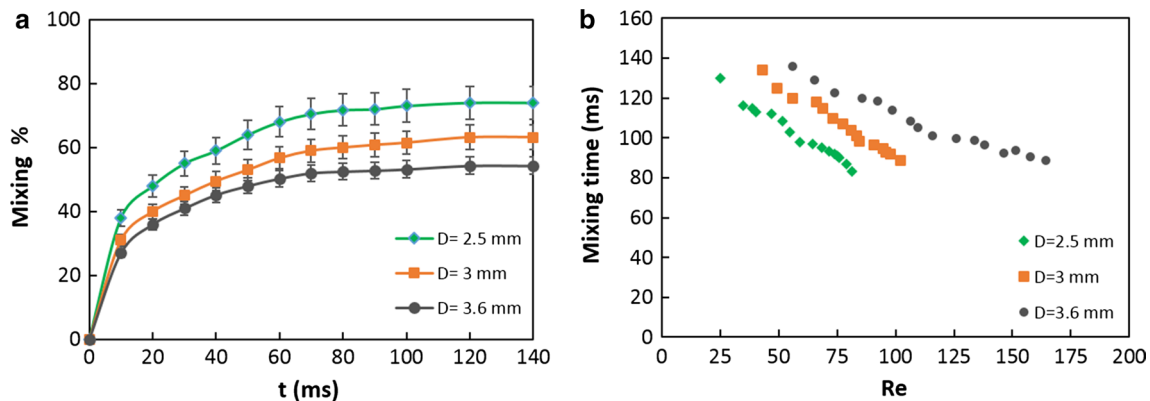 a
100
80
60
40
20
0
Mixing %
0 20 40 60 80 100 120 140
t (ms)
D= 2.5 mm
D= 3 mm
D= 3.6 mm
b
160
140
120
100
80
60
40
20
0
Mixing time (ms)
0 25 50 75 100 125 150 175 200
Re
D=2.5 mm
D=3 mm
D=3.6 mm